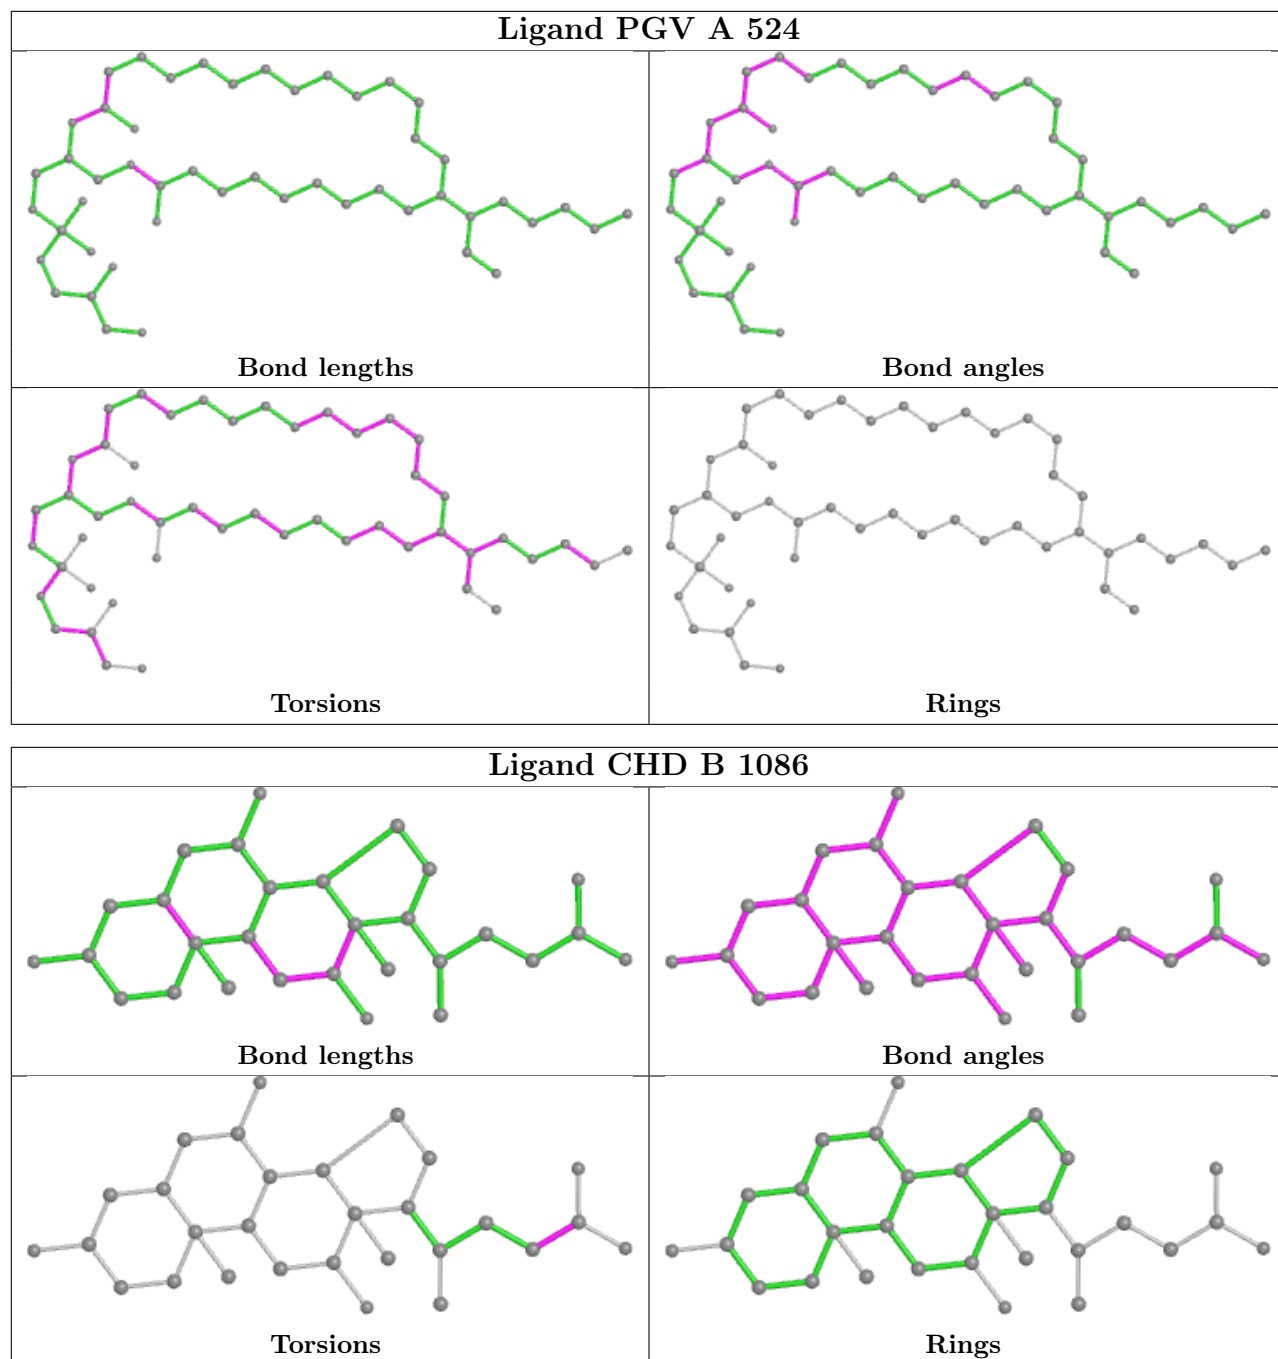 Ligand PGV A 524
Bond lengths
Bond angles
Torsions
Rings
Ligand CHD B 1086
Bond lengths
Bond angles
Torsions
Rings